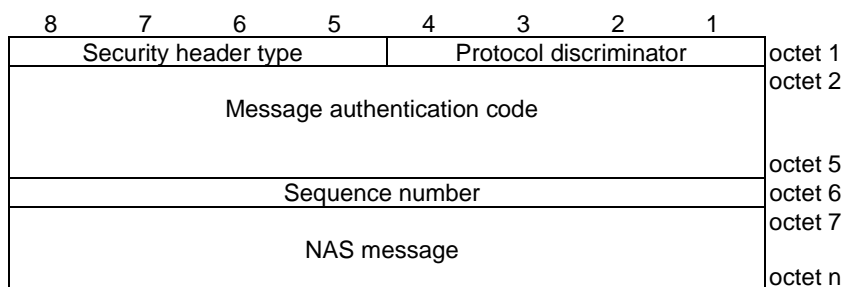 8 7 6 5 4 3 2 1
Security header type Protocol discriminator octet 1
octet 2
Message authentication code
octet 5
Sequence number octet 6
octet 7
NAS message
octet n